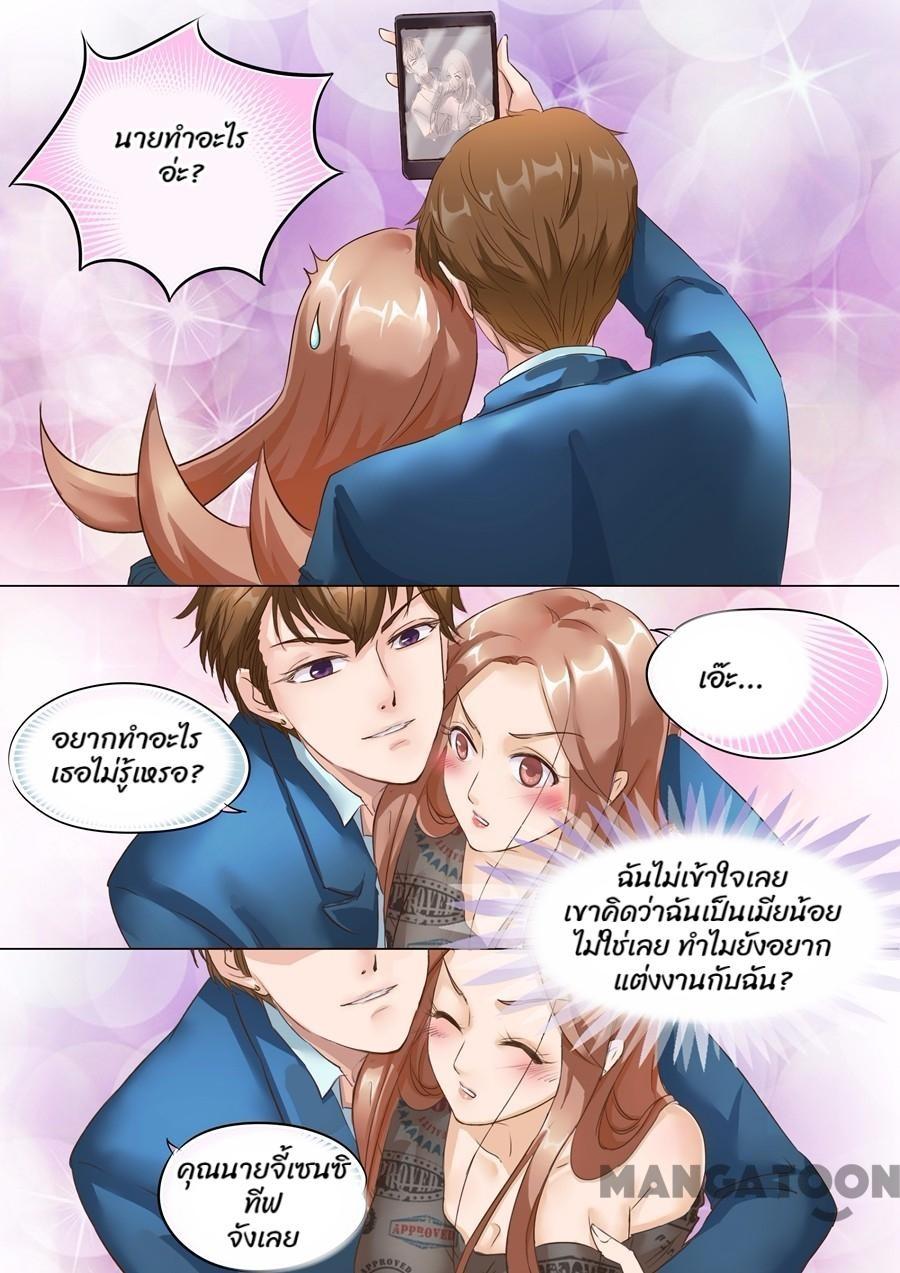 นายทำอะไร
อ่ะ?
เอ๊ะ...
อยากทำอะไร
เธอไม่รู้เหรอ?
ฉันไม่เข้าใจเลย
เขาคิดว่าฉันเป็นเมียน้อย
ไม่ใช่เลย ทำไมยังอยาก
แต่งงานกับฉัน?
คุณนายจี้เซนซิ
ทีฟ
จังเลย
MANGATOON
APPROVED
APPROVED
APPROVED